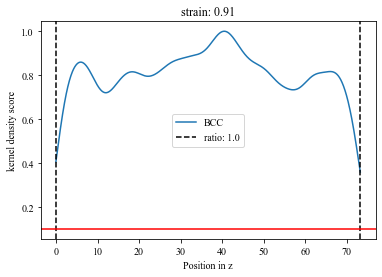 strain: 0.91
kernel density score
1.0
0.8
0.6
0.4
0.2
BCC
ratio: 1.0
0 10 20 30 40 50 60 70
Position in z